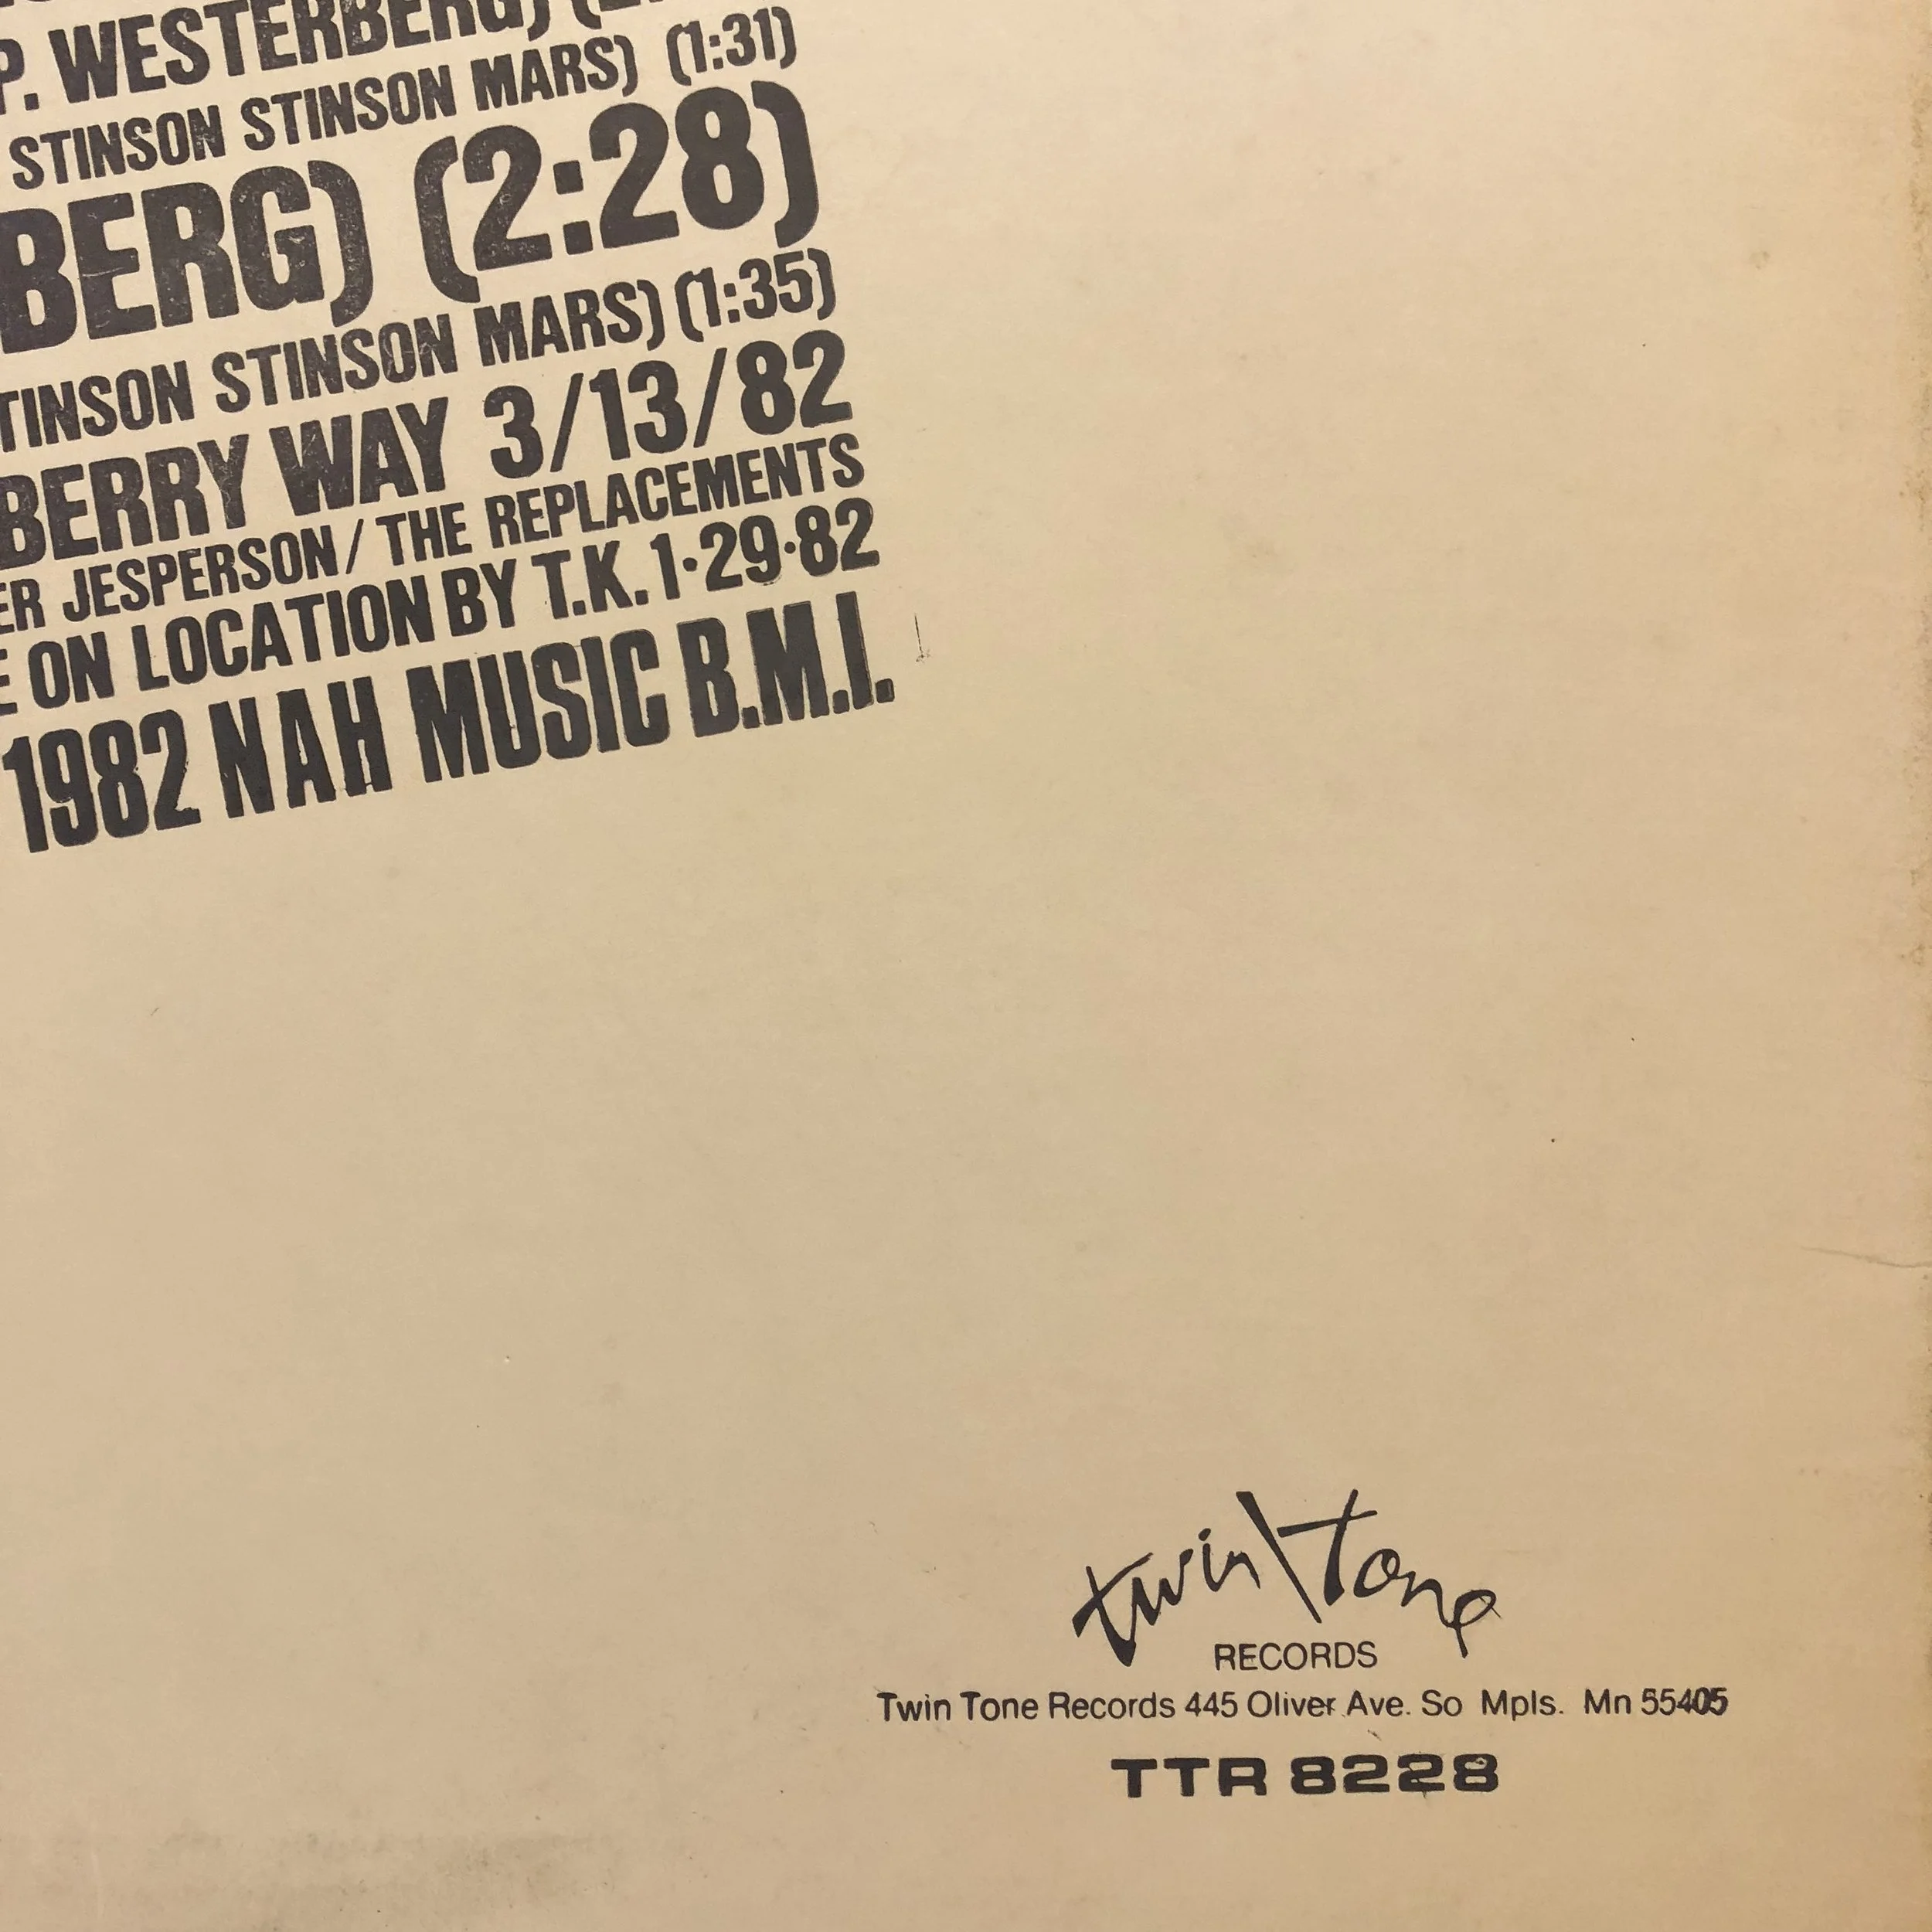 P. WESTERBERG)
STINSON STINSON MARS) (1:31)
BERG) (2:28)
TINSON STINSON MARS) (1:35)
BERRY WAY 3/13/82
ER JESPERSON/ THE REPLACEMENTS
E ON LOCATION BY T.K. 1·29·82
1982 NAH MUSIC B.M.I.
twin\tone
RECORDS
Twin Tone Records 445 Oliver Ave. So Mpls. Mn 55405
TTR 8228